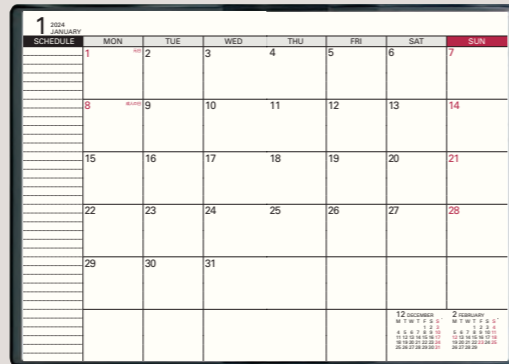 1 2024
JANUARY
SCHEDULE MON TUE WED THU FRI SAT SUN
1 2 3 4 5 6 7
8 9 10 11 12 13 14
15 16 17 18 19 20 21
22 23 24 25 26 27 28
29 30 31
12 DECEMBER 2 FEBRUARY
M T W T F S S M T W T F S S